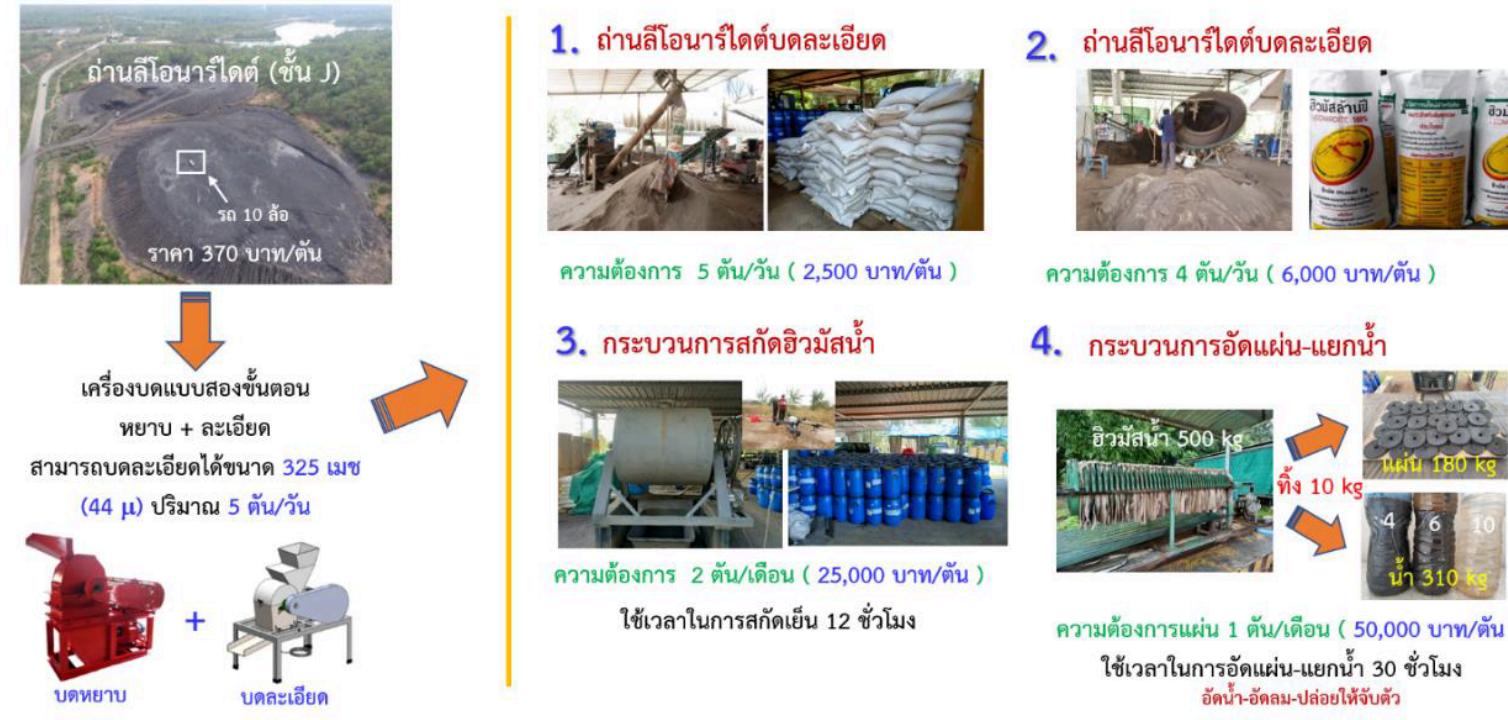 ถ่านลีโอนาร์ไดต์ (ชั้น J)
รถ 10 ล้อ
ราคา 370 บาท/ตัน
เครื่องบดแบบสองขั้นตอน
หยาบ + ละเอียด
สามารถบดละเอียดได้ขนาด 325 เมช
(44 μ) ปริมาณ 5 ตัน/วัน
+
บดหยาบ
บดละเอียด
1. ถ่านลีโอนาร์ไดต์บดละเอียด
ความต้องการ 5 ตัน/วัน ( 2,500 บาท/ตัน )
2. ถ่านลีโอนาร์ไดต์บดละเอียด
ฮิวมัสล้านปี
ความต้องการ 4 ตัน/วัน ( 6,000 บาท/ตัน )
3. กระบวนการสกัดฮิวมัสน้ำ
ความต้องการ 2 ตัน/เดือน ( 25,000 บาท/ตัน )
ใช้เวลาในการสกัดเย็น 12 ชั่วโมง
4. กระบวนการอัดแผ่น-แยกน้ำ
ฮิวมัสน้ำ 500 kg
แผ่น 180 kg
ทิ้ง 10 kg
4 6 10
น้ำ 310 kg
ความต้องการแผ่น 1 ตัน/เดือน ( 50,000 บาท/ตัน
ใช้เวลาในการอัดแผ่น-แยกน้ำ 30 ชั่วโมง
อัดน้ำ-อัดลม-ปล่อยให้จับตัว